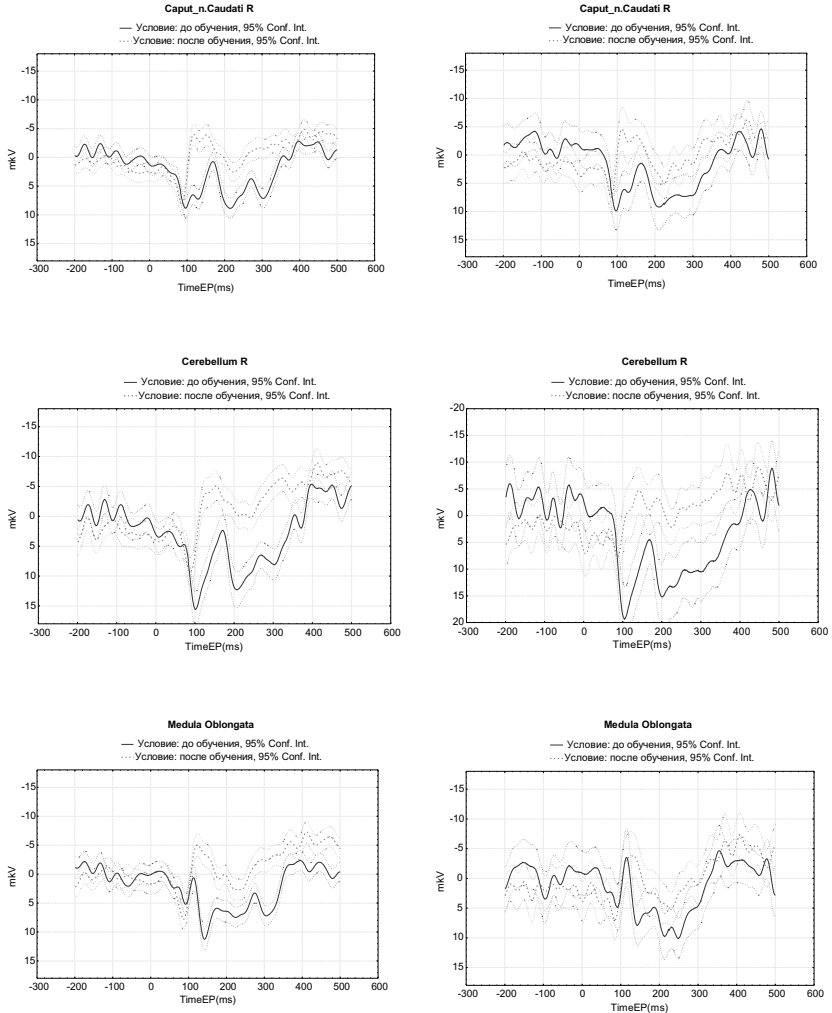 Caput_n.Caudati R
Условие: до обучения, 95% Conf. Int.
Условие: после обучения, 95% Conf. Int.
-15
-10
-5
0
5
10
15
mkV
-300 -200 -100 0 100 200 300 400 500 600
TimeEP(ms)
Caput_n.Caudati R
Условие: до обучения, 95% Conf. Int.
Условие: после обучения, 95% Conf. Int.
-15
-10
-5
0
5
10
15
mkV
-300 -200 -100 0 100 200 300 400 500 600
TimeEP(ms)
Cerebellum R
Условие: до обучения, 95% Conf. Int.
Условие: после обучения, 95% Conf. Int.
-15
-10
-5
0
5
10
15
mkV
-300 -200 -100 0 100 200 300 400 500 600
TimeEP(ms)
Cerebellum R
Условие: до обучения, 95% Conf. Int.
Условие: после обучения, 95% Conf. Int.
-20
-15
-10
-5
0
5
10
15
20
mkV
-300 -200 -100 0 100 200 300 400 500 600
TimeEP(ms)
Medula Oblongata
Условие: до обучения, 95% Conf. Int.
Условие: после обучения, 95% Conf. Int.
-15
-10
-5
0
5
10
15
mkV
-300 -200 -100 0 100 200 300 400 500 600
TimeEP(ms)
Medula Oblongata
Условие: до обучения, 95% Conf. Int.
Условие: после обучения, 95% Conf. Int.
-15
-10
-5
0
5
10
15
mkV
-300 -200 -100 0 100 200 300 400 500 600
TimeEP(ms)